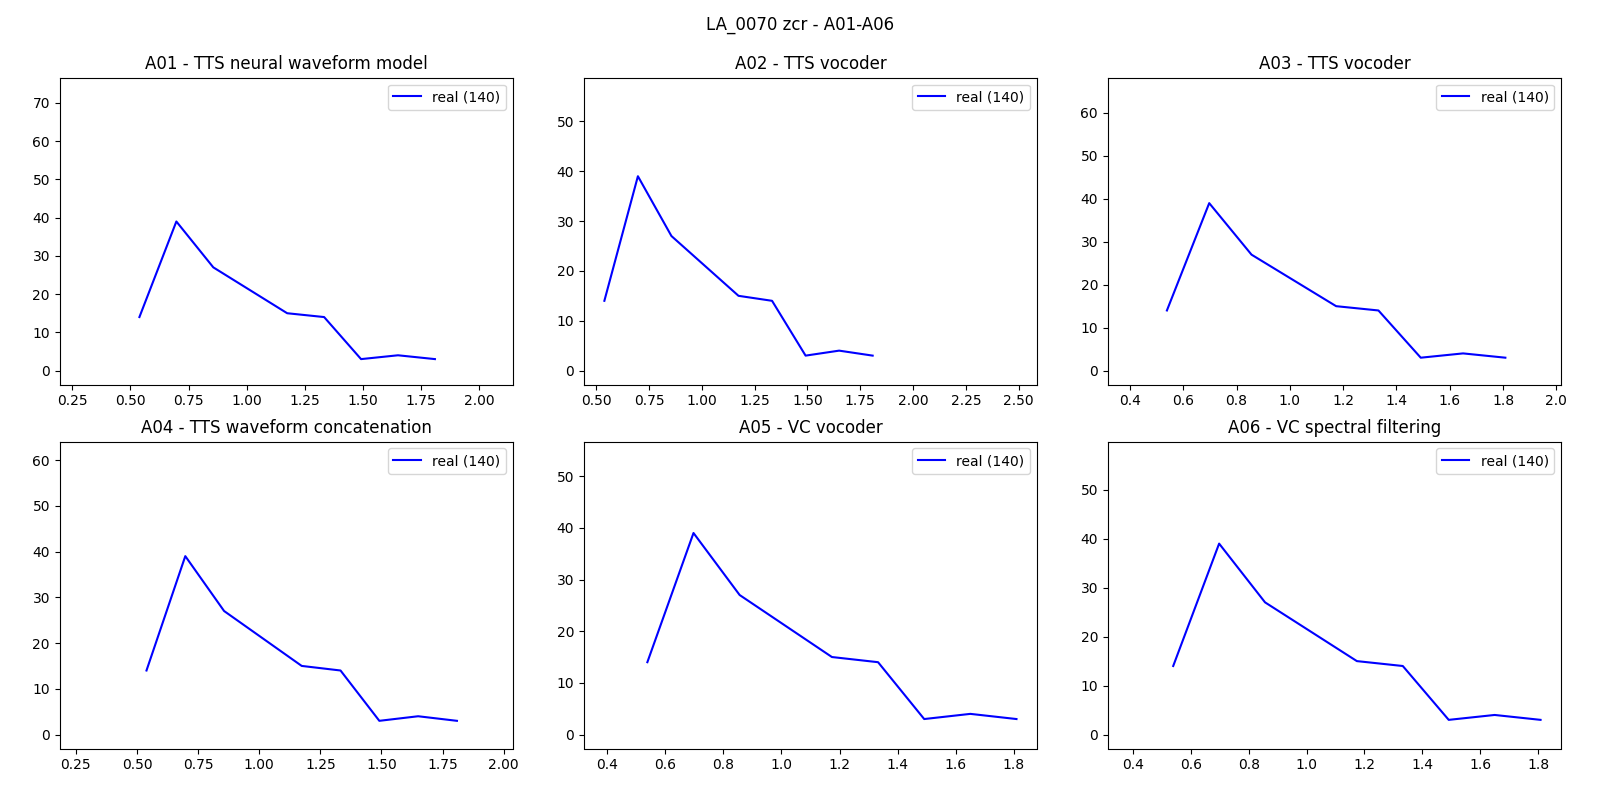 LA_0070 zcr - A01-A06
A01 - TTS neural waveform model
real (140)
70
60
50
40
30
20
10
0
0.25 0.50 0.75 1.00 1.25 1.50 1.75 2.00
A02 - TTS vocoder
real (140)
50
40
30
20
10
0
0.50 0.75 1.00 1.25 1.50 1.75 2.00 2.25 2.50
A03 - TTS vocoder
real (140)
60
50
40
30
20
10
0
0.4 0.6 0.8 1.0 1.2 1.4 1.6 1.8 2.0
A04 - TTS waveform concatenation
real (140)
60
50
40
30
20
10
0
0.25 0.50 0.75 1.00 1.25 1.50 1.75 2.00
A05 - VC vocoder
real (140)
50
40
30
20
10
0
0.4 0.6 0.8 1.0 1.2 1.4 1.6 1.8
A06 - VC spectral filtering
real (140)
50
40
30
20
10
0
0.4 0.6 0.8 1.0 1.2 1.4 1.6 1.8